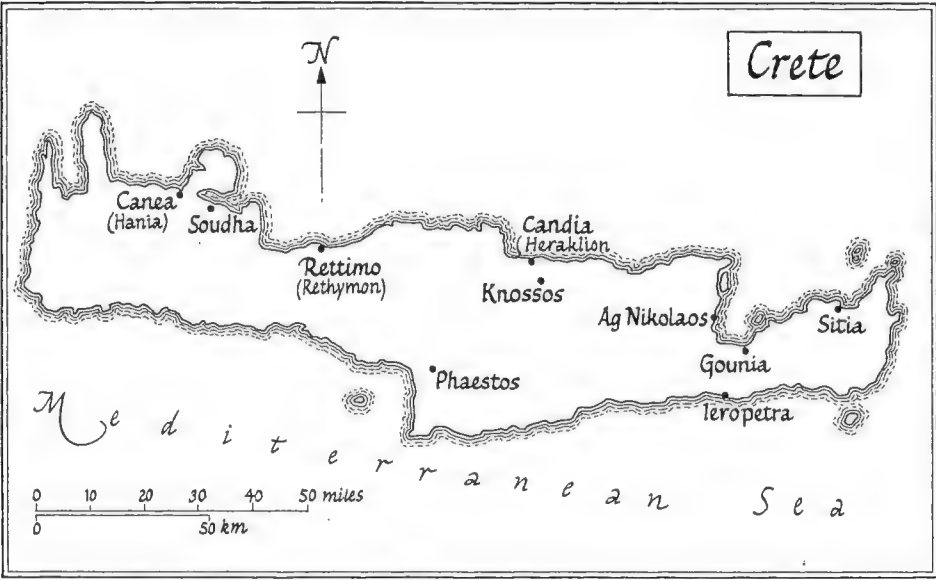 Crete
N
Canea
(Hania)
Soudha
Rettimo
(Rethymon)
Candia
(Heraklion
Knossos
Ag Nikolaos
Sitia
Gounia
Phaestos
Ieropetra
Mediterranean Sea
0 10 20 30 40 50 miles
0 50 km